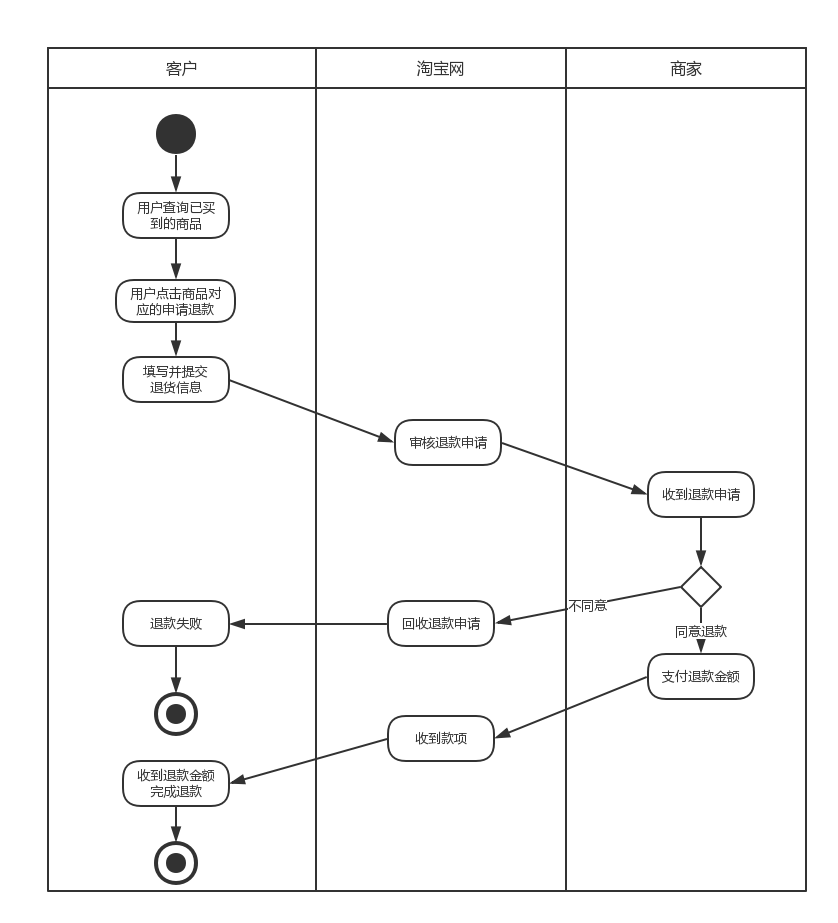 客户
淘宝网
商家
用户查询已买
到的商品
用户点击商品对
应的申请退款
填写并提交
退货信息
审核退款申请
收到退款申请
不同意
退款失败
回收退款申请
同意退款
支付退款金额
收到款项
收到退款金额
完成退款